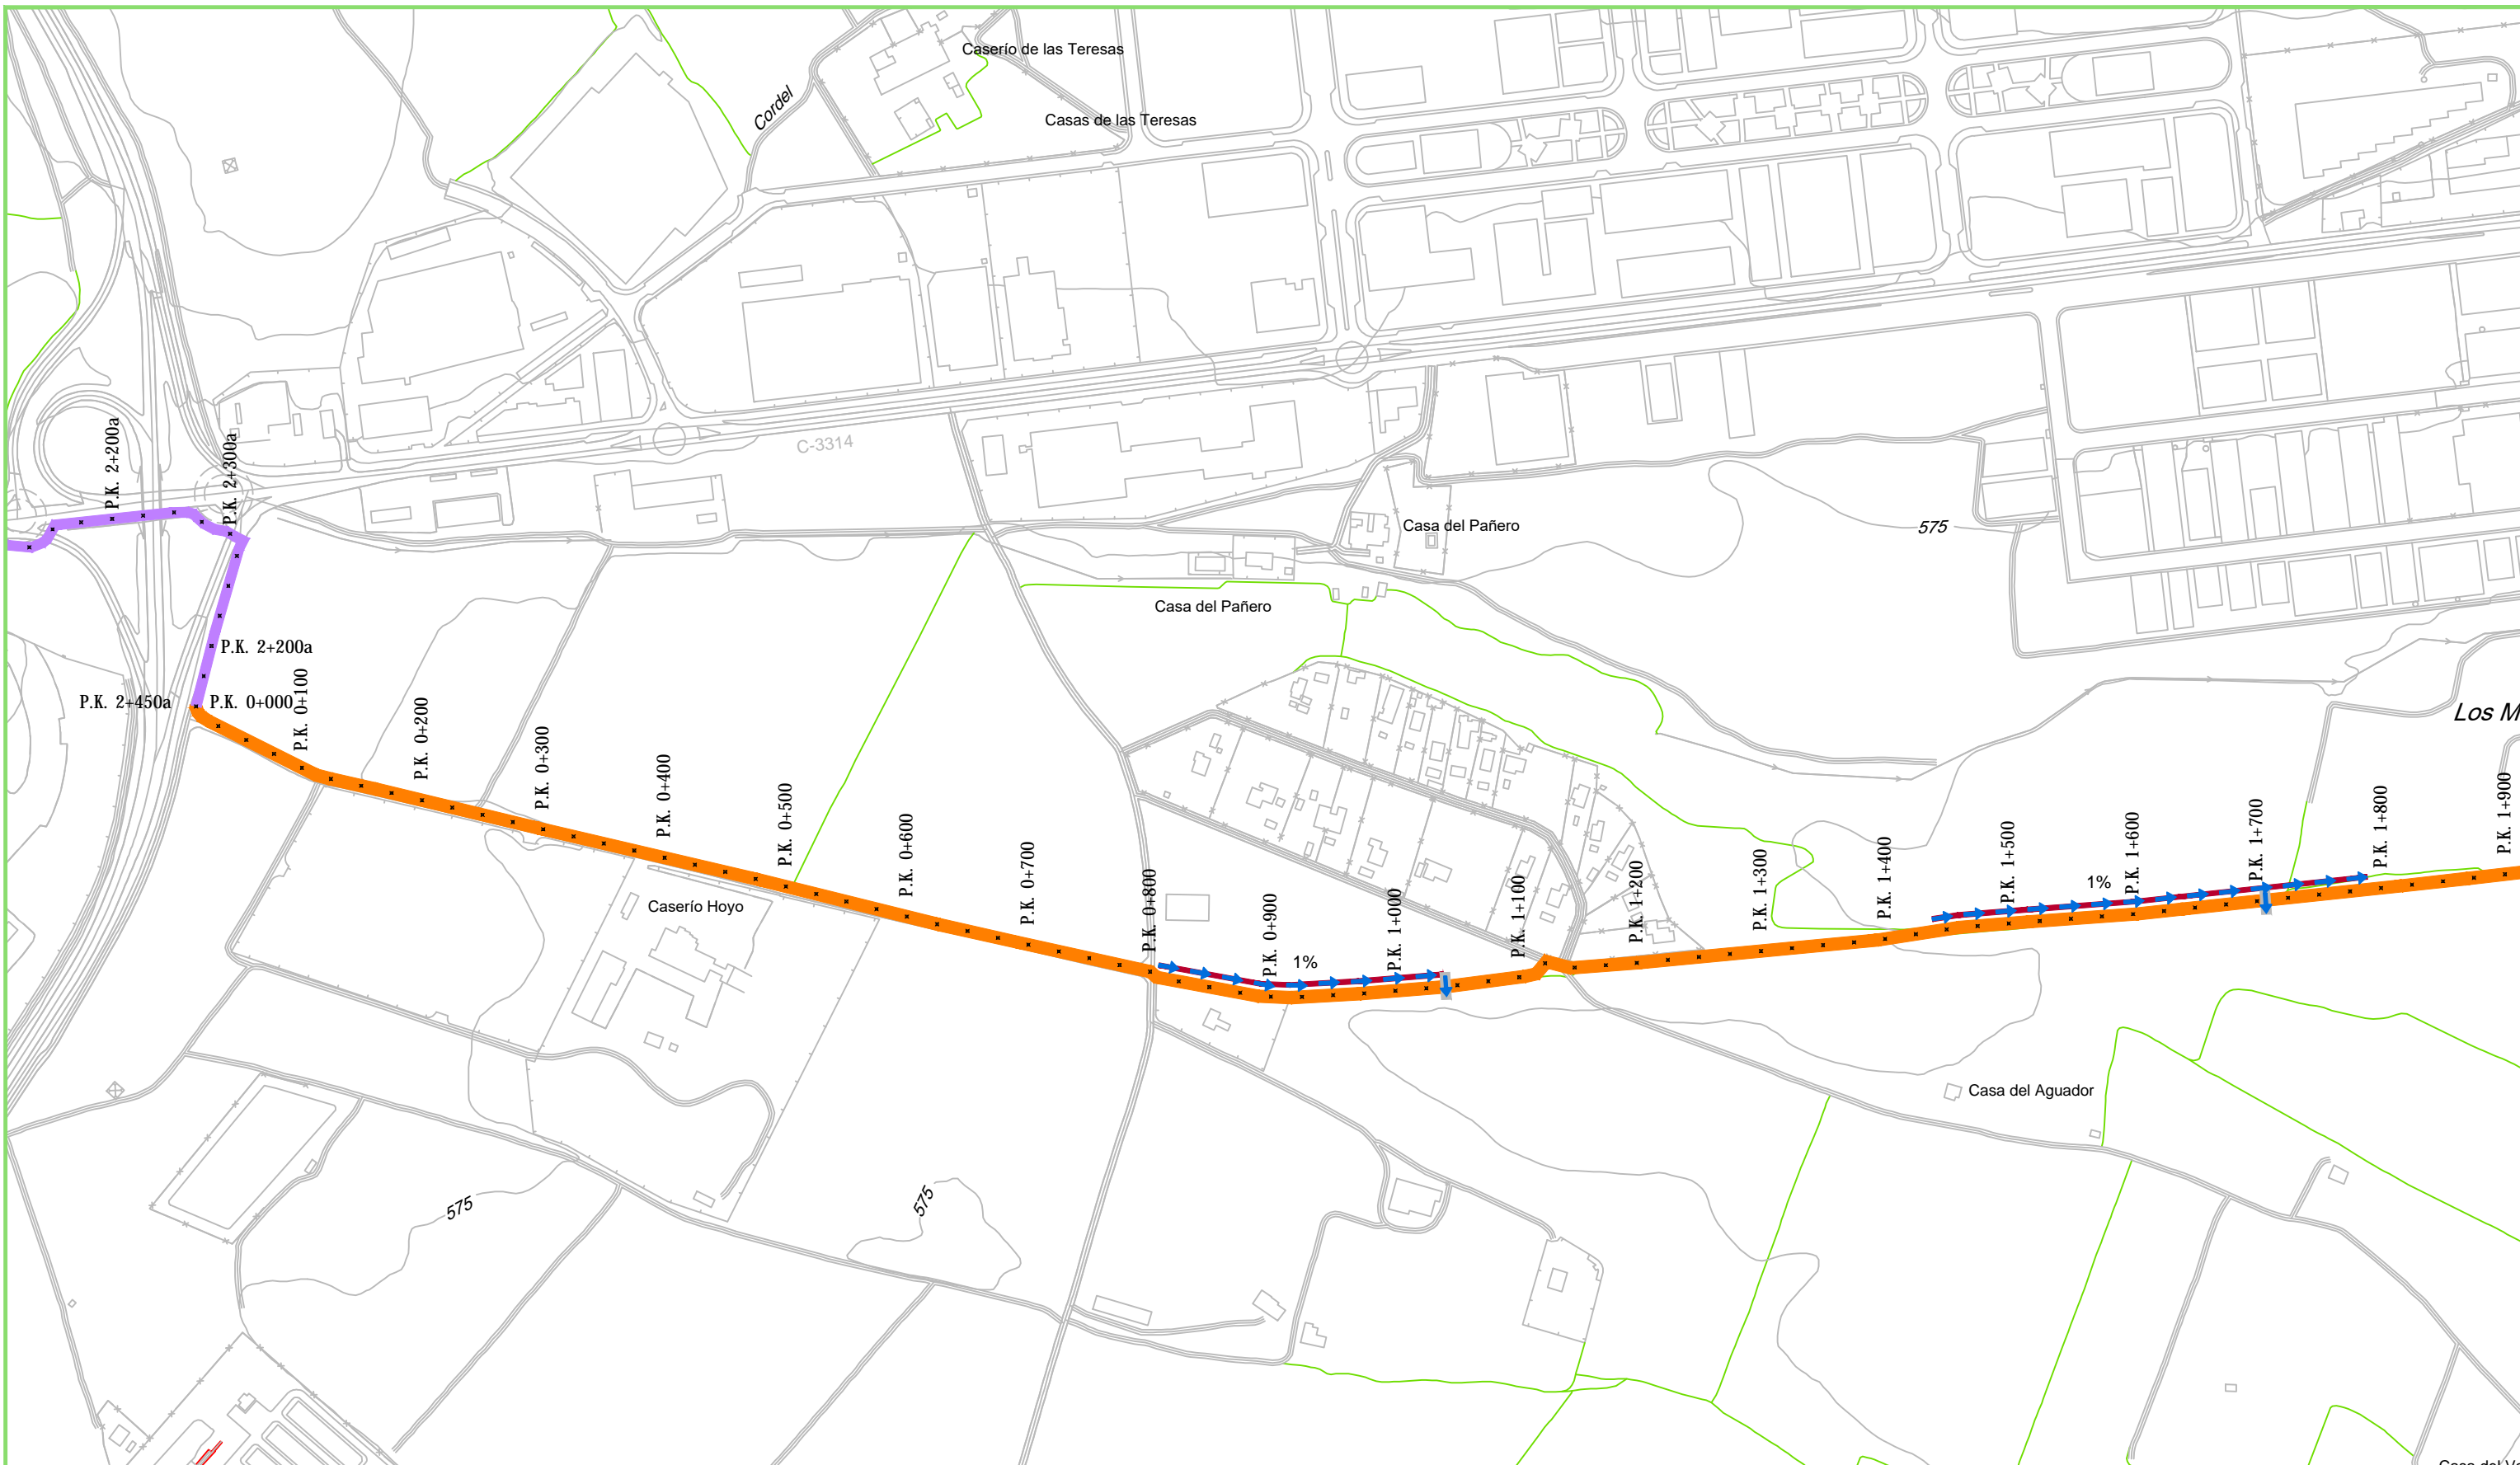 Caserío de las Teresas
Cordel
Casas de las Teresas
C-3314
P.K. 2+200a
P.K. 2+300a
Casa del Pañero
575
Casa del Pañero
P.K. 2+200a
P.K. 2+450a
P.K. 0+000
P.K. 0+100
P.K. 0+200
P.K. 0+300
P.K. 0+400
P.K. 0+500
P.K. 0+600
P.K. 0+700
P.K. 0+800
P.K. 0+900
P.K. 1+000
P.K. 1+100
P.K. 1+200
P.K. 1+300
P.K. 1+400
P.K. 1+500
P.K. 1+600
P.K. 1+700
P.K. 1+800
P.K. 1+900
Los M
1%
1%
Caserío Hoyo
Casa del Aguador
575
575